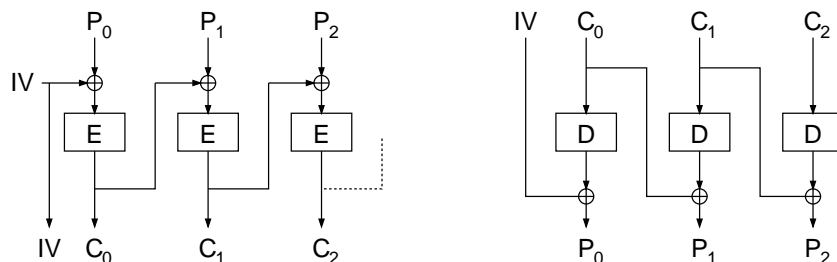 P₀ P₁ P₂ IV C₀ C₁ C₂
IV
E E E D D D
IV C₀ C₁ C₂ P₀ P₁ P₂